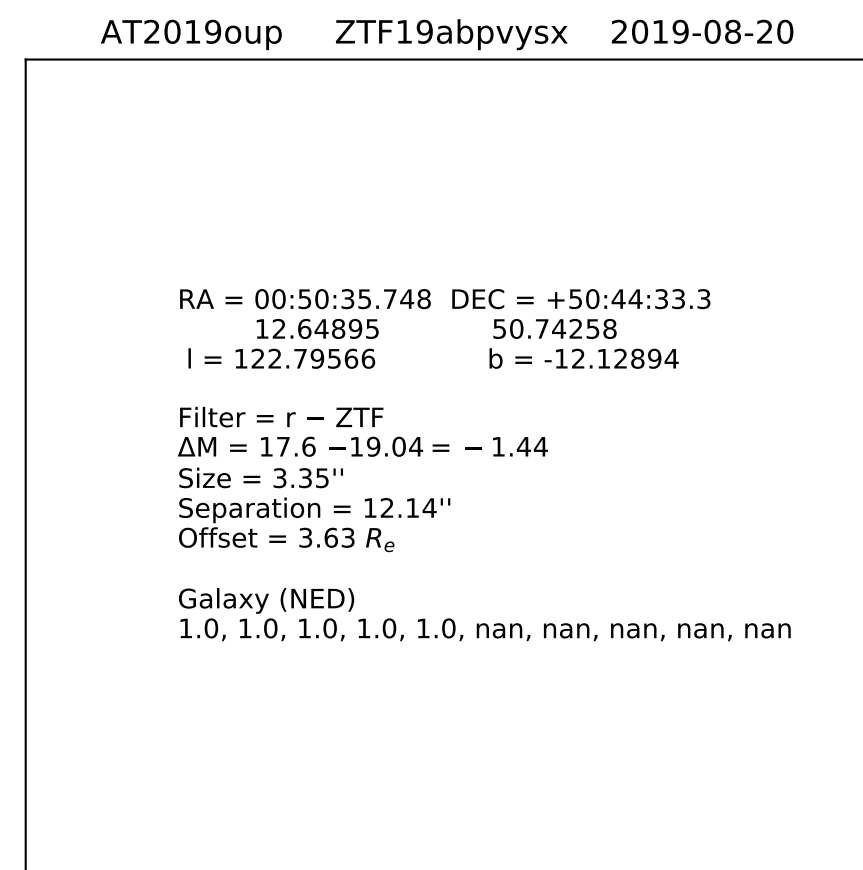 AT2019oup ZTF19abpvysx 2019-08-20
RA = 00:50:35.748 DEC = +50:44:33.3
12.64895 50.74258
l = 122.79566 b = -12.12894
Filter = r − ZTF
ΔM = 17.6 −19.04 = − 1.44
Size = 3.35''
Separation = 12.14''
Offset = 3.63 Rₑ
Galaxy (NED)
1.0, 1.0, 1.0, 1.0, 1.0, nan, nan, nan, nan, nan